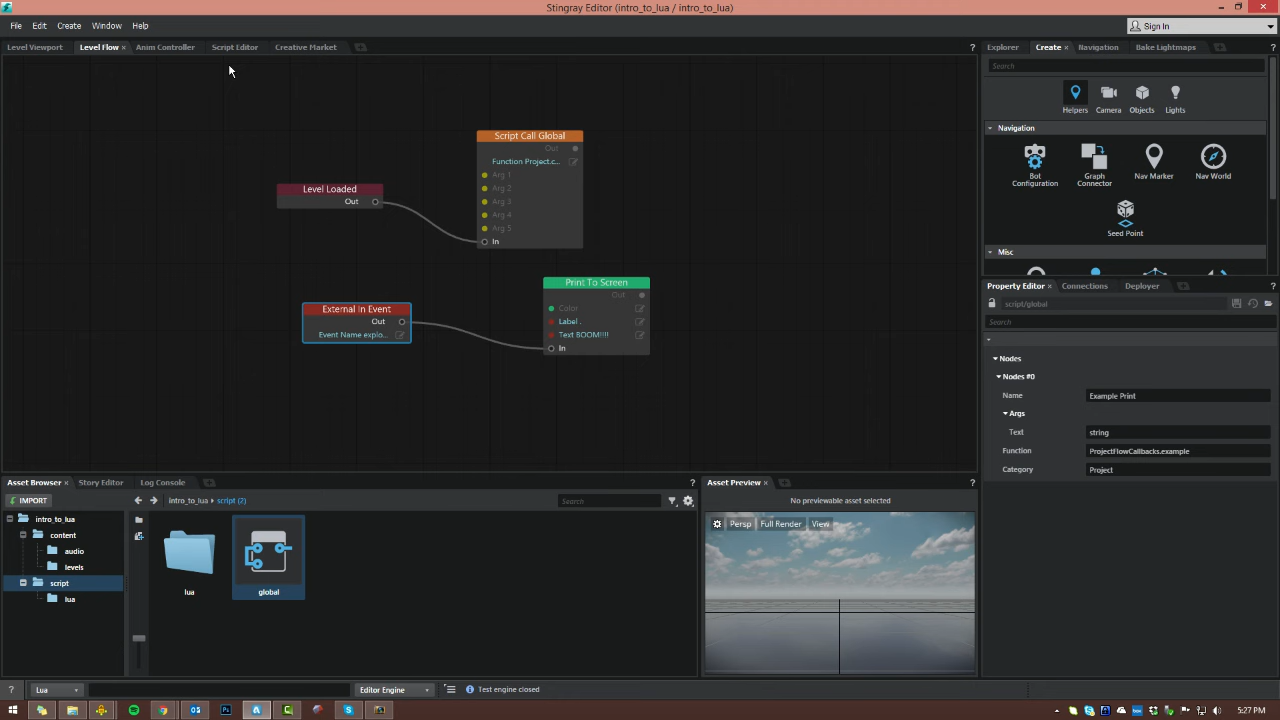 Stingray Editor (intro_to_lua / intro_to_lua)
File Edit Create Window Help
Sign In
Level Viewport Level Flow × Anim Controller Script Editor Creative Market
?
Explorer Create × Navigation Bake Lightmaps
?
Search
Helpers Camera Objects Lights
Navigation
Bot Configuration
Graph Connector
Nav Marker
Nav World
Seed Point
Misc
Script Call Global
Out
Function Project.c...
Arg 1
Arg 2
Arg 3
Arg 4
Arg 5
In
Level Loaded
Out
Print To Screen
Out
Color
Label .
Text BOOM!!!!
In
External In Event
Out
Event Name explo...
Property Editor × Connections Deployer
?
script/global
Search
Nodes
Nodes #0
Name Example Print
Args
Text string
Function ProjectFlowCallbacks.example
Category Project
Asset Browser × Story Editor Log Console
?
IMPORT
intro_to_lua script (2)
Search
intro_to_lua
content
audio
levels
script
lua
lua
global
Asset Preview ×
?
No previewable asset selected
Persp Full Render View
?
Lua
Editor Engine
Test engine closed
5:27 PM